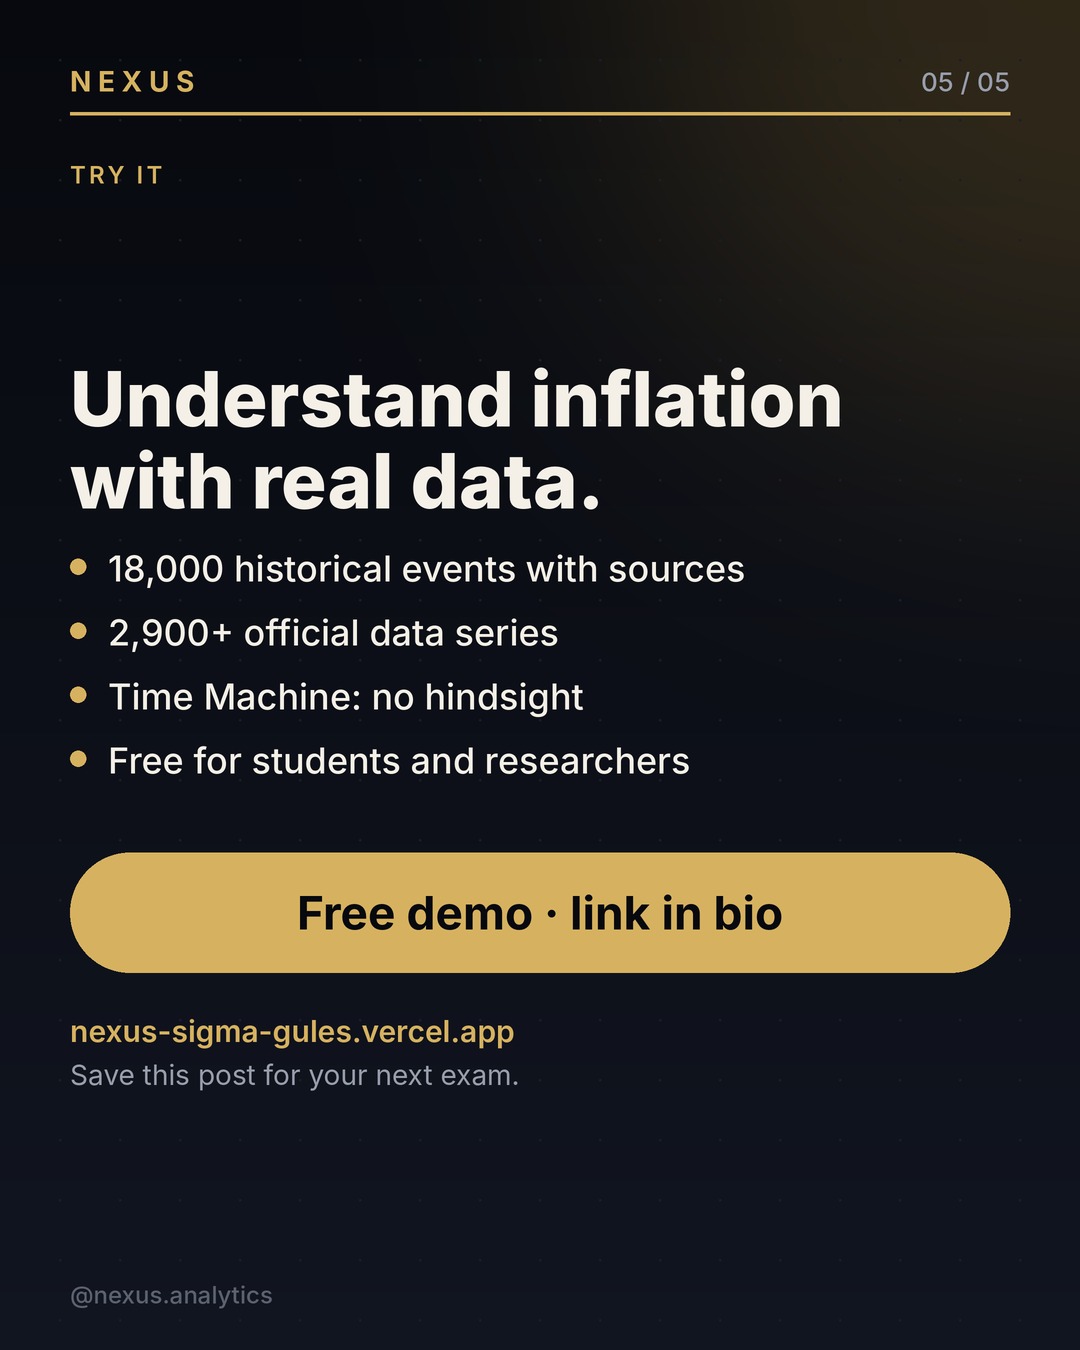 NEXUS
05 / 05
TRY IT
Understand inflation
with real data.
18,000 historical events with sources
2,900+ official data series
Time Machine: no hindsight
Free for students and researchers
Free demo · link in bio
nexus-sigma-gules.vercel.app
Save this post for your next exam.
@nexus.analytics